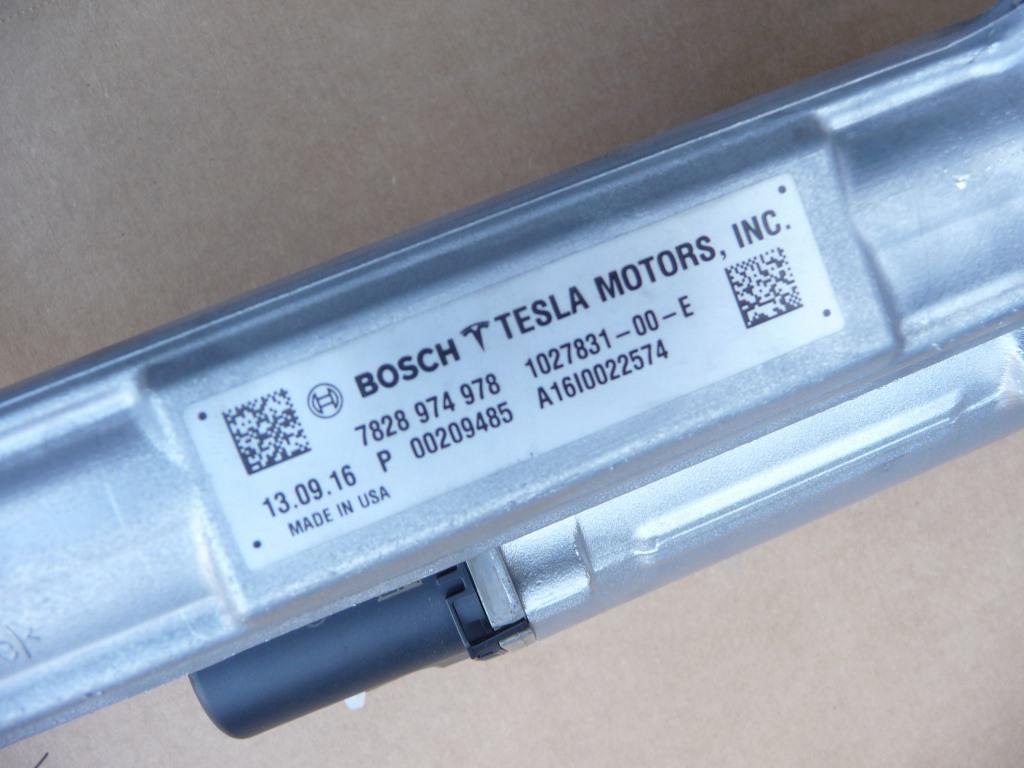 BOSCH TESLA MOTORS, INC.
7828 974 978 1027831-00-E
13.09.16 P 00209485 A16I0022574
MADE IN USA